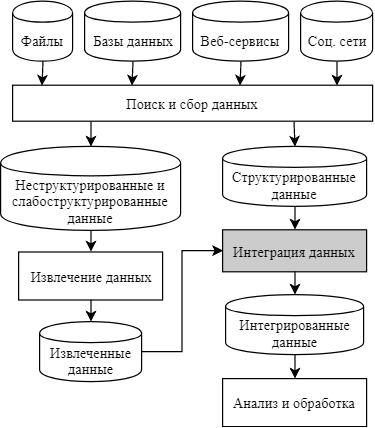 Файлы
Базы данных
Веб-сервисы
Соц. сети
Поиск и сбор данных
Неструктурированные и
слабоструктурированные
данные
Структурированные
данные
Извлечение данных
Интеграция данных
Извлеченные
данные
Интегрированные
данные
Анализ и обработка